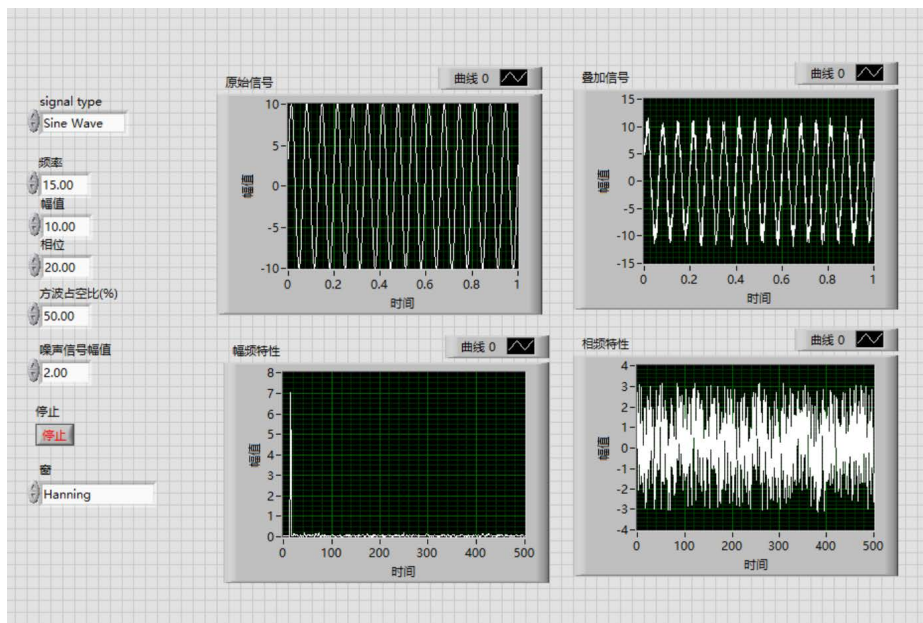 signal type
Sine Wave
频率
15.00
幅值
10.00
相位
20.00
方波占空比(%)
50.00
噪声信号幅值
2.00
停止
停止
窗
Hanning
原始信号
曲线 0
幅值
10
5
0
-5
-10
0 0.2 0.4 0.6 0.8 1
时间
叠加信号
曲线 0
幅值
15
10
5
0
-5
-10
-15
0 0.2 0.4 0.6 0.8 1
时间
幅频特性
曲线 0
幅值
8
7
6
5
4
3
2
1
0
0 100 200 300 400 500
时间
相频特性
曲线 0
幅值
4
3
2
1
0
-1
-2
-3
-4
0 100 200 300 400 500
时间